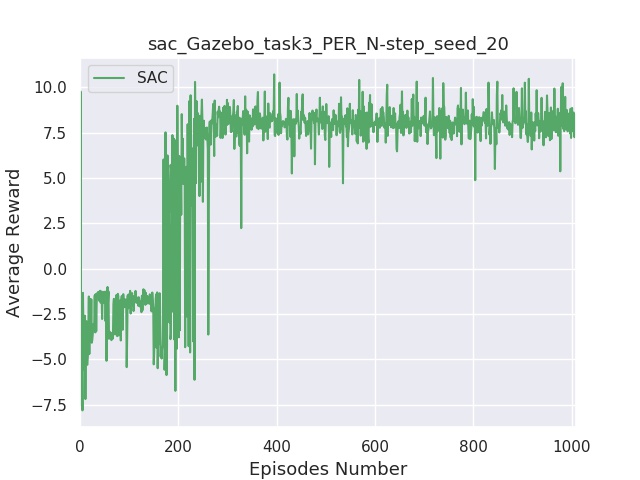 sac_Gazebo_task3_PER_N-step_seed_20
SAC
Average Reward
10.0
7.5
5.0
2.5
0.0
−2.5
−5.0
−7.5
0 200 400 600 800 1000
Episodes Number